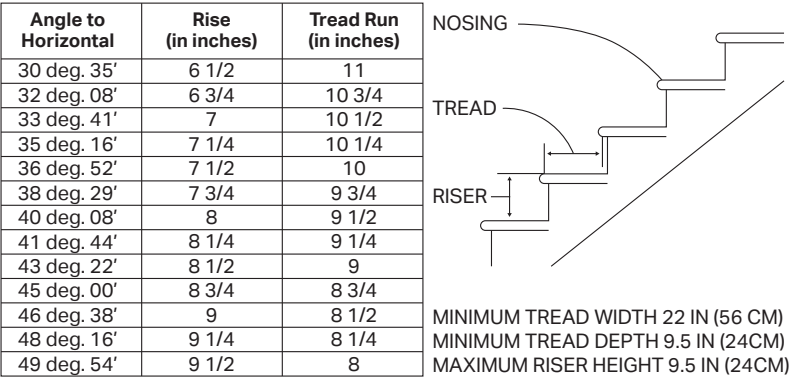 Angle to Horizontal | Rise (in inches) | Tread Run (in inches)
30 deg. 35′ | 6 1/2 | 11
32 deg. 08′ | 6 3/4 | 10 3/4
33 deg. 41′ | 7 | 10 1/2
35 deg. 16′ | 7 1/4 | 10 1/4
36 deg. 52′ | 7 1/2 | 10
38 deg. 29′ | 7 3/4 | 9 3/4
40 deg. 08′ | 8 | 9 1/2
41 deg. 44′ | 8 1/4 | 9 1/4
43 deg. 22′ | 8 1/2 | 9
45 deg. 00′ | 8 3/4 | 8 3/4
46 deg. 38′ | 9 | 8 1/2
48 deg. 16′ | 9 1/4 | 8 1/4
49 deg. 54′ | 9 1/2 | 8
NOSING
TREAD
RISER
MINIMUM TREAD WIDTH 22 IN (56 CM)
MINIMUM TREAD DEPTH 9.5 IN (24CM)
MAXIMUM RISER HEIGHT 9.5 IN (24CM)